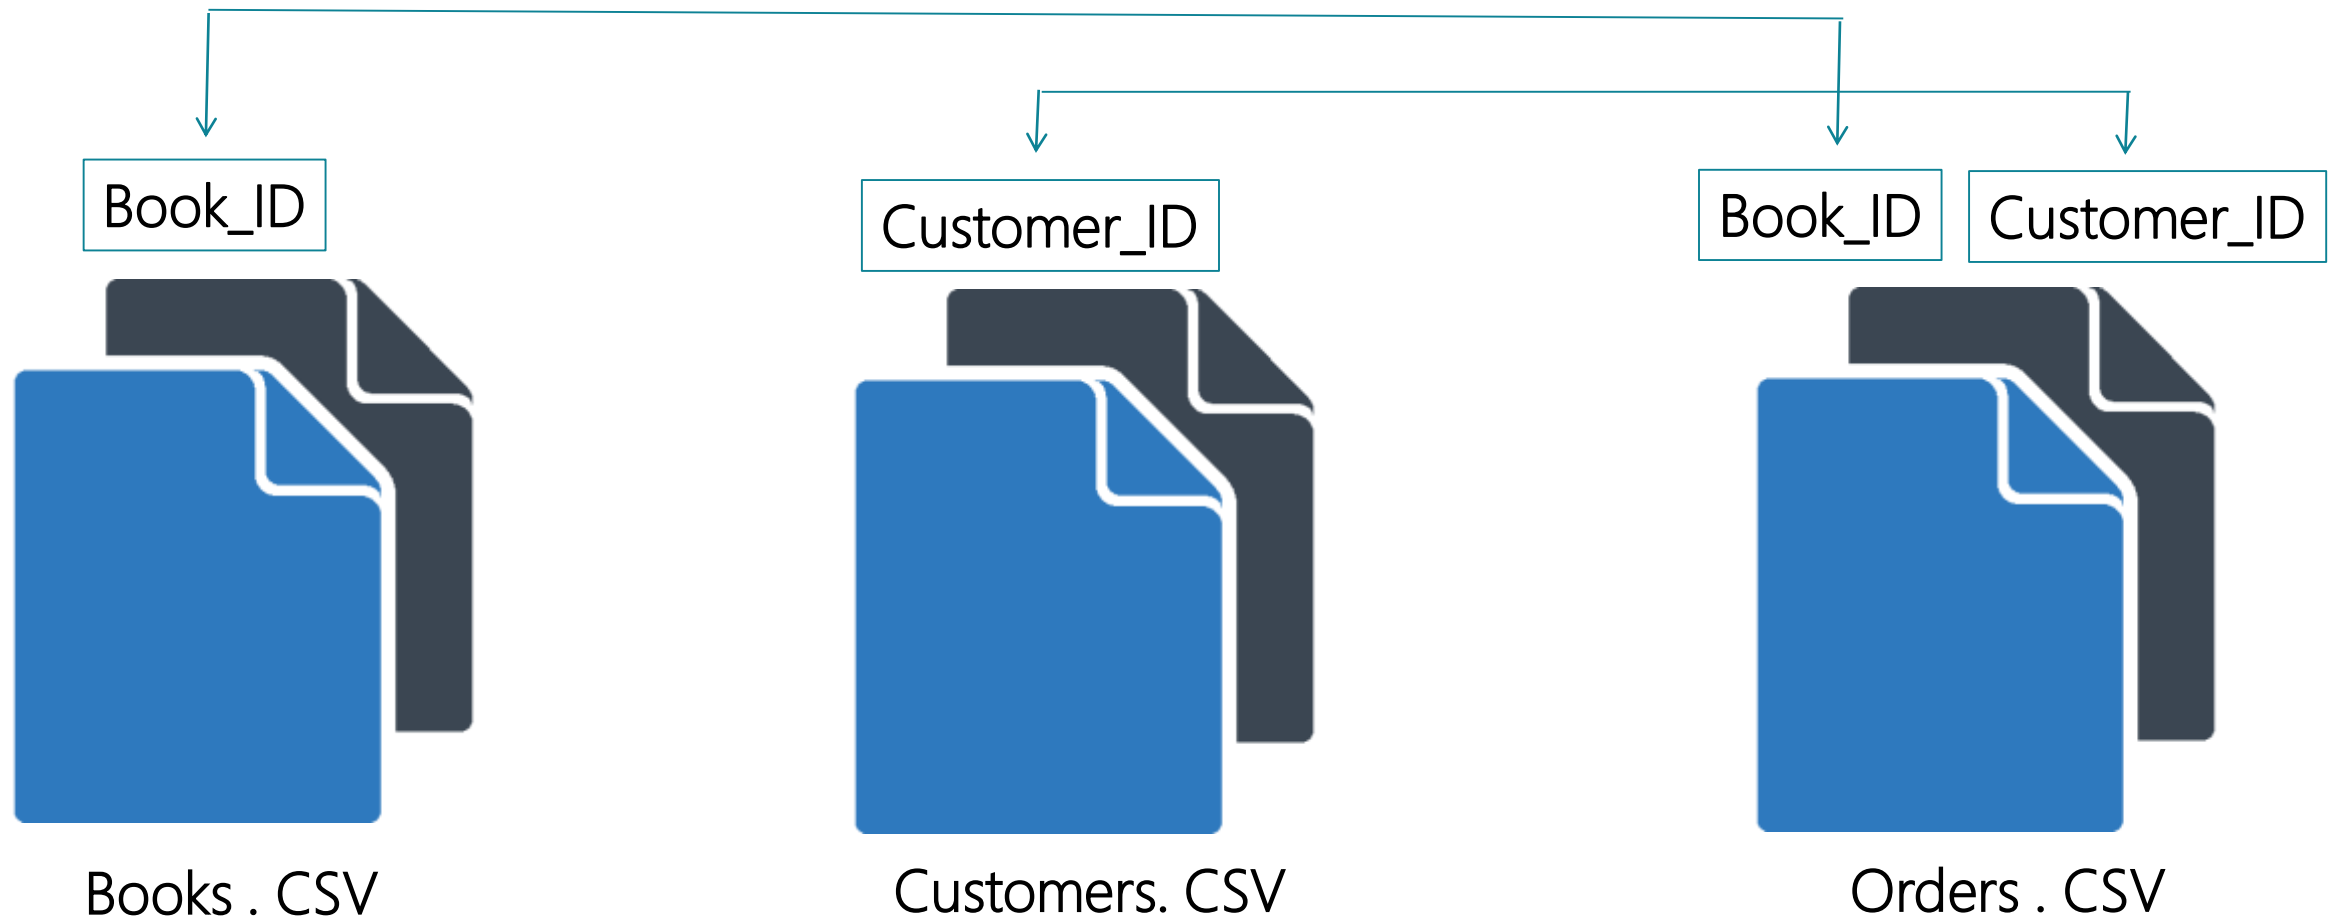 Book_ID
Customer_ID
Book_ID
Customer_ID
Books . CSV
Customers. CSV
Orders . CSV